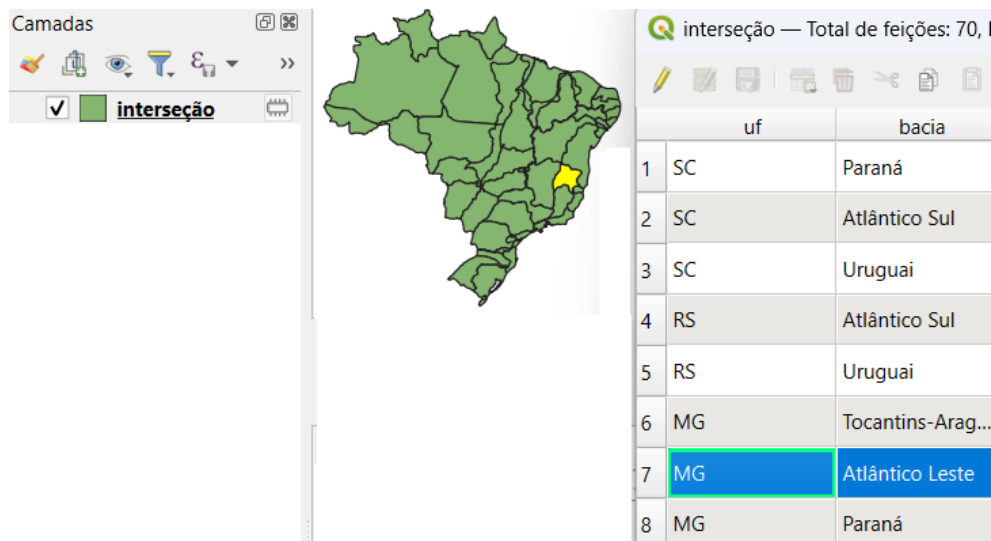 Camadas
interseção
interseção — Total de feições: 70,
uf bacia
1 SC Paraná
2 SC Atlântico Sul
3 SC Uruguai
4 RS Atlântico Sul
5 RS Uruguai
6 MG Tocantins-Arag...
7 MG Atlântico Leste
8 MG Paraná